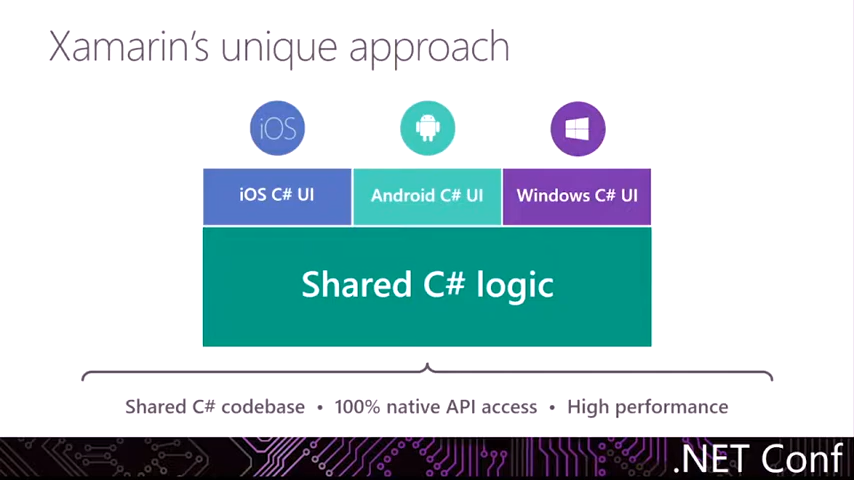 Xamarin's unique approach
iOS
iOS C# UI
Android C# UI
Windows C# UI
Shared C# logic
Shared C# codebase • 100% native API access • High performance
.NET Conf